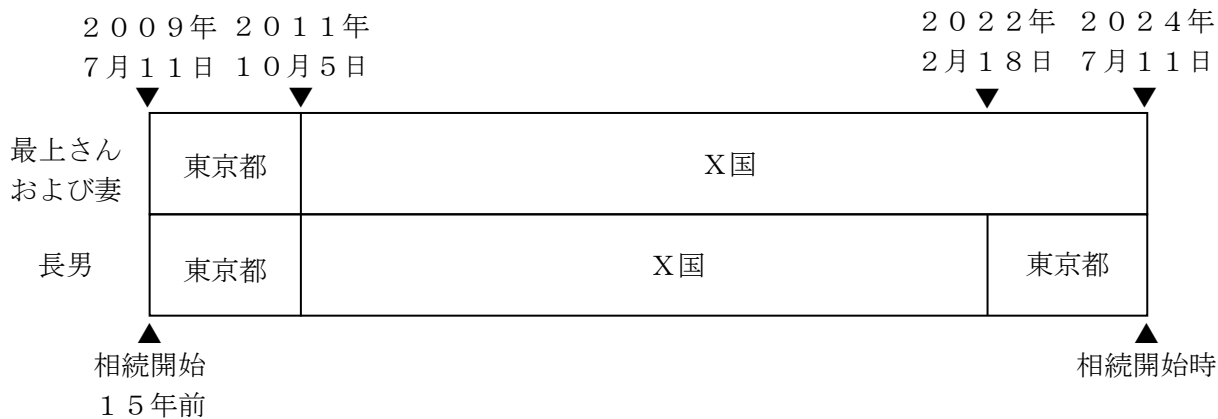 ２００９年 ２０１１年
７月１１日 １０月５日
２０２２年 ２０２４年
２月１８日 ７月１１日
最上さん
および妻
東京都
Ｘ国
長男
東京都
Ｘ国
東京都
相続開始
１５年前
相続開始時